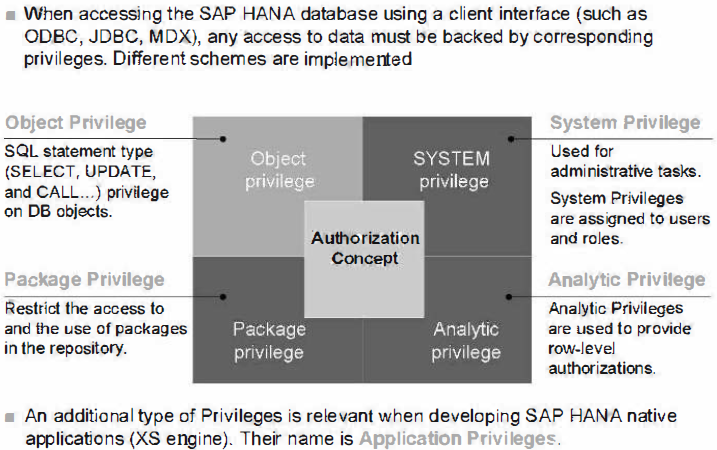 ■ When accessing the SAP HANA database using a client interface (such as
ODBC, JDBC, MDX), any access to data must be backed by corresponding
privileges. Different schemes are implemented
Object Privilege
SQL statement type
(SELECT, UPDATE,
and CALL...) privilege
on DB objects.
Object
privilege
SYSTEM
privilege
System Privilege
Used for
administrative tasks.
System Privileges
are assigned to users
and roles.
Authorization
Concept
Package Privilege
Restrict the access to
and the use of packages
in the repository.
Package
privilege
Analytic
privilege
Analytic Privilege
Analytic Privileges
are used to provide
row-level
authorizations.
■ An additional type of Privileges is relevant when developing SAP HANA native
applications (XS engine). Their name is Application Privileges.